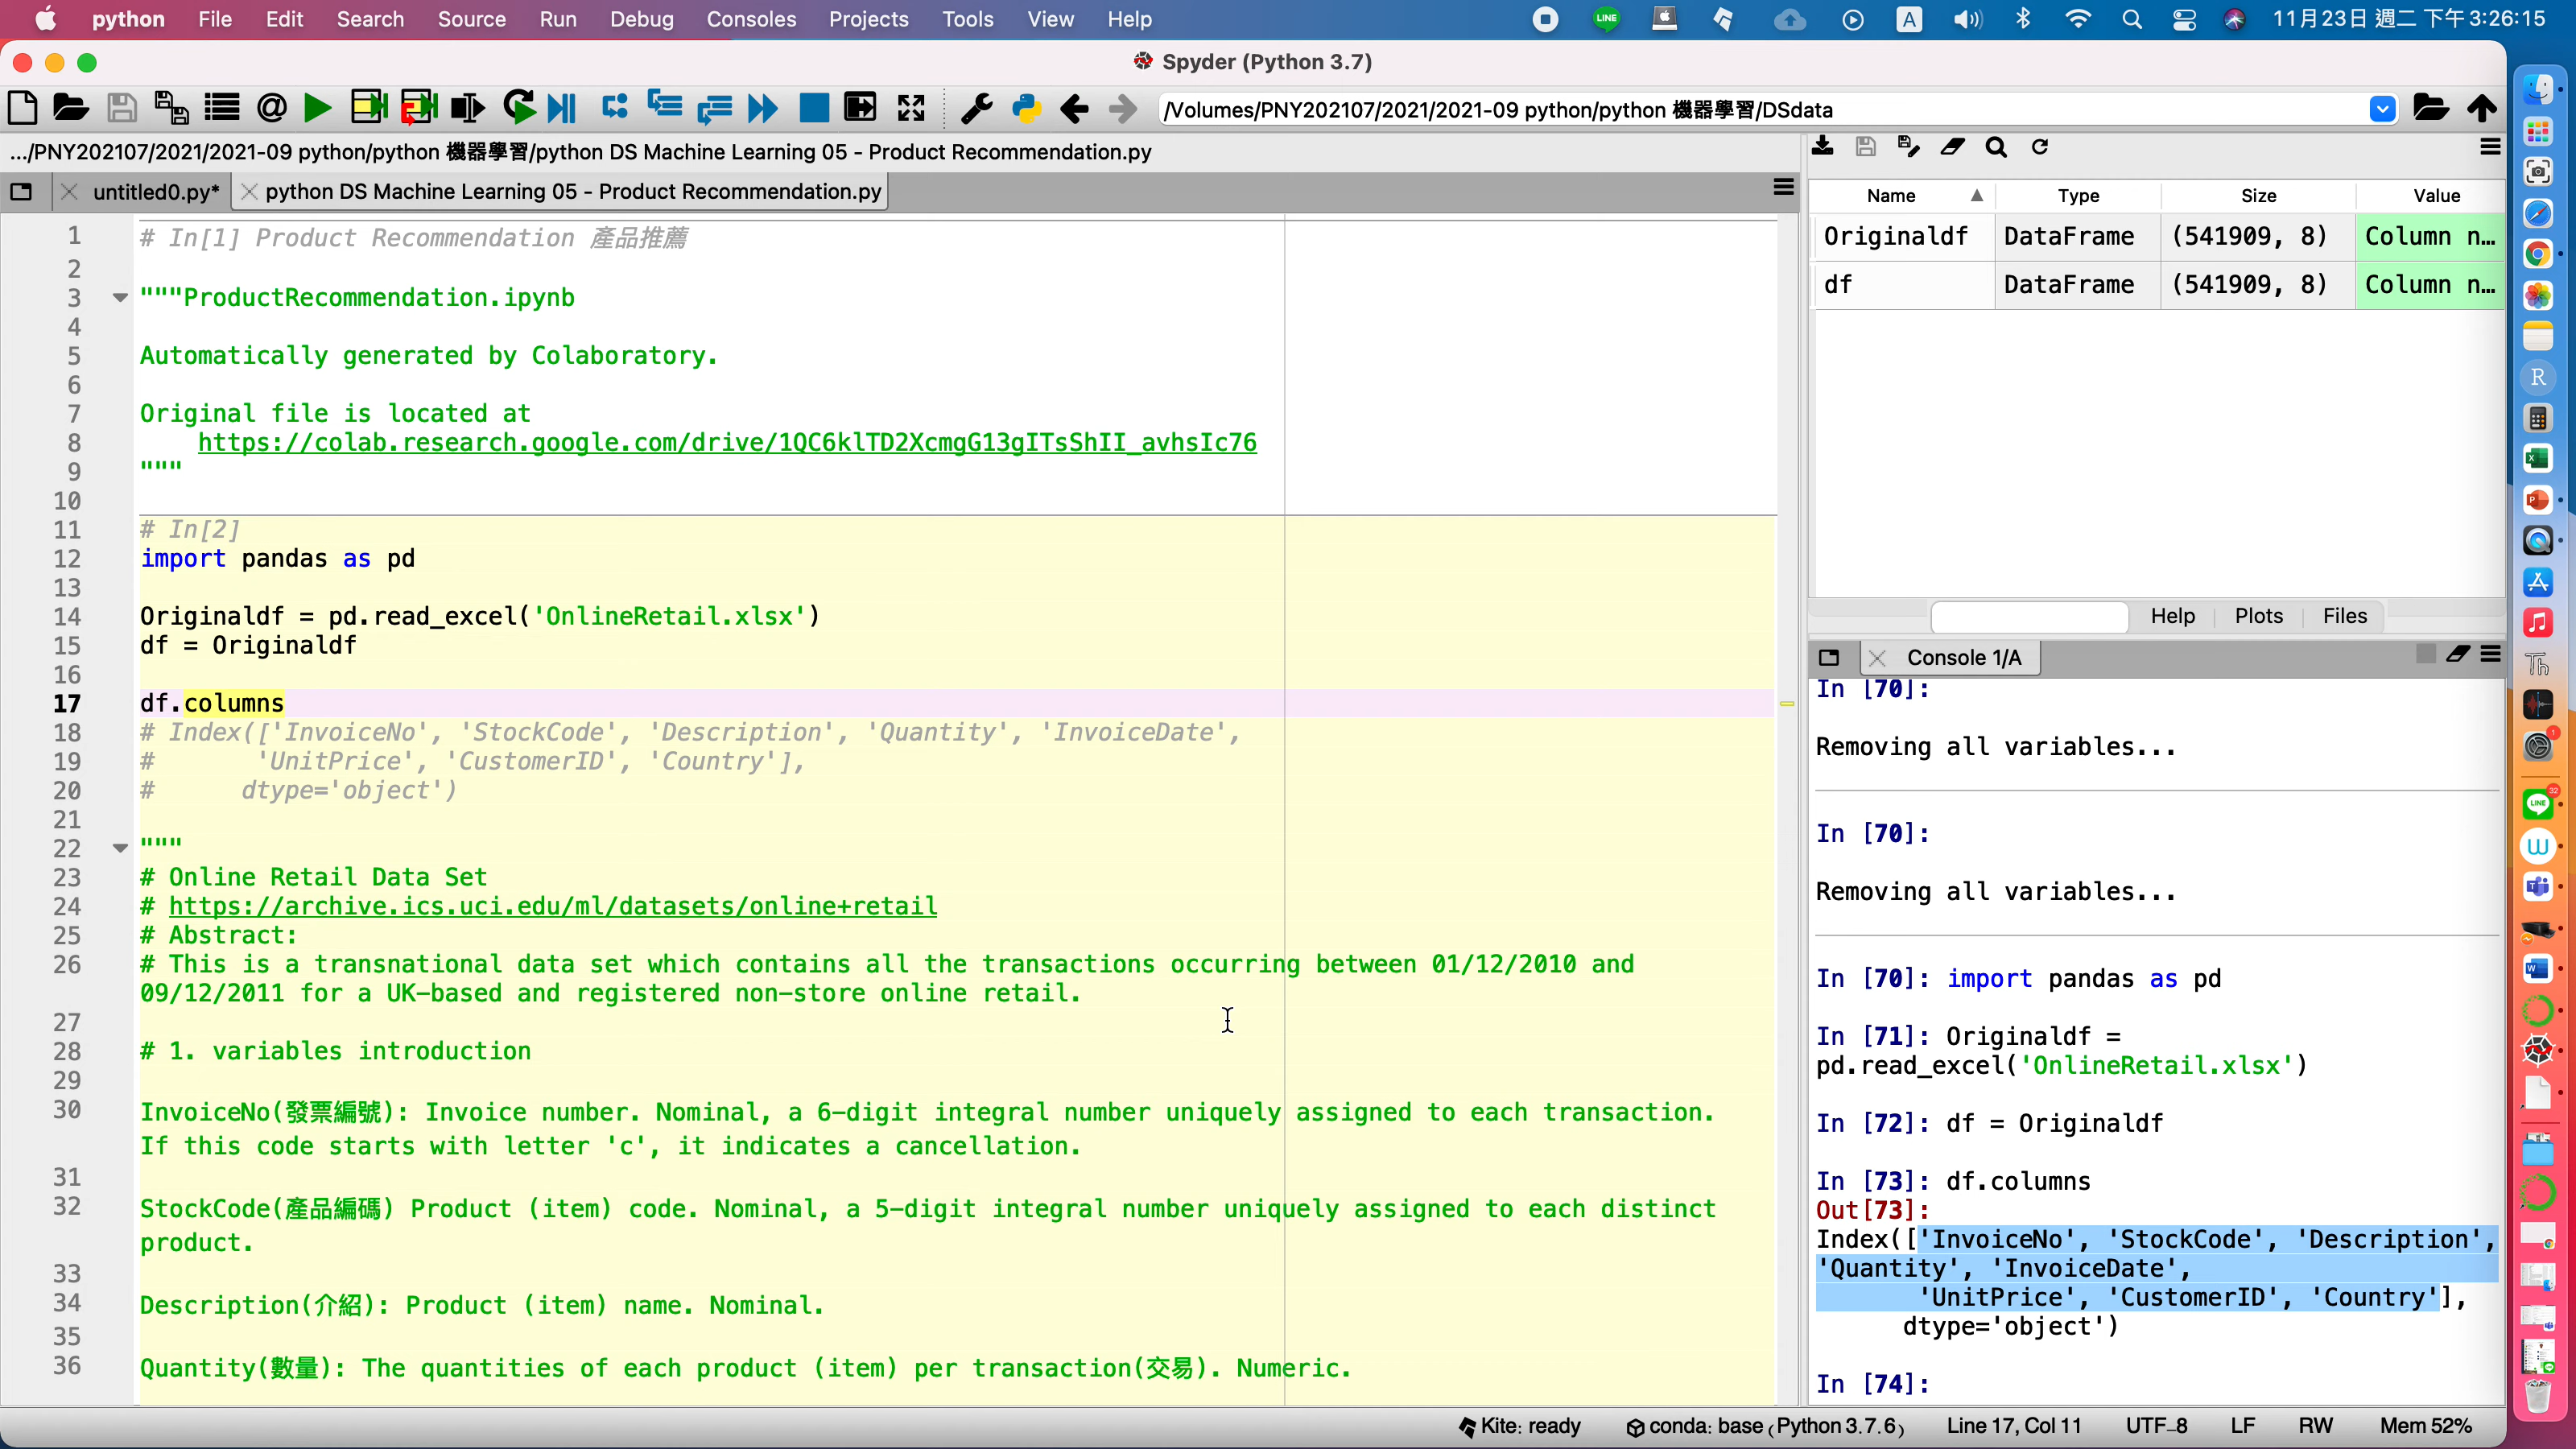 python File Edit Search Source Run Debug Consoles Projects Tools View Help
LINE A 11月23日 週二 下午3:26:15
Spyder (Python 3.7)
/Volumes/PNY202107/2021/2021-09 python/python 機器學習/DSdata
.../PNY202107/2021/2021-09 python/python 機器學習/python DS Machine Learning 05 - Product Recommendation.py
untitled0.py* python DS Machine Learning 05 - Product Recommendation.py
1 # In[1] Product Recommendation 產品推薦
2
3 """ProductRecommendation.ipynb
4
5 Automatically generated by Colaboratory.
6
7 Original file is located at
8 https://colab.research.google.com/drive/1QC6klTD2XcmgG13gITsShII_avhsIc76
9 """
10
11 # In[2]
12 import pandas as pd
13
14 Originaldf = pd.read_excel('OnlineRetail.xlsx')
15 df = Originaldf
16
17 df.columns
18 # Index(['InvoiceNo', 'StockCode', 'Description', 'Quantity', 'InvoiceDate',
19 # 'UnitPrice', 'CustomerID', 'Country'],
20 # dtype='object')
21
22 """
23 # Online Retail Data Set
24 # https://archive.ics.uci.edu/ml/datasets/online+retail
25 # Abstract:
26 # This is a transnational data set which contains all the transactions occurring between 01/12/2010 and
09/12/2011 for a UK-based and registered non-store online retail.
27
28 # 1. variables introduction
29
30 InvoiceNo(發票編號): Invoice number. Nominal, a 6-digit integral number uniquely assigned to each transaction.
If this code starts with letter 'c', it indicates a cancellation.
31
32 StockCode(產品編碼) Product (item) code. Nominal, a 5-digit integral number uniquely assigned to each distinct
product.
33
34 Description(介紹): Product (item) name. Nominal.
35
36 Quantity(數量): The quantities of each product (item) per transaction(交易). Numeric.
Name Type Size Value
Originaldf DataFrame (541909, 8) Column n…
df DataFrame (541909, 8) Column n…
Help Plots Files
Console 1/A
In [70]:
Removing all variables...
In [70]:
Removing all variables...
In [70]: import pandas as pd
In [71]: Originaldf =
pd.read_excel('OnlineRetail.xlsx')
In [72]: df = Originaldf
In [73]: df.columns
Out[73]:
Index(['InvoiceNo', 'StockCode', 'Description',
'Quantity', 'InvoiceDate',
'UnitPrice', 'CustomerID', 'Country'],
dtype='object')
In [74]:
Kite: ready conda: base (Python 3.7.6) Line 17, Col 11 UTF-8 LF RW Mem 52%
R
Th
1
32
LINE